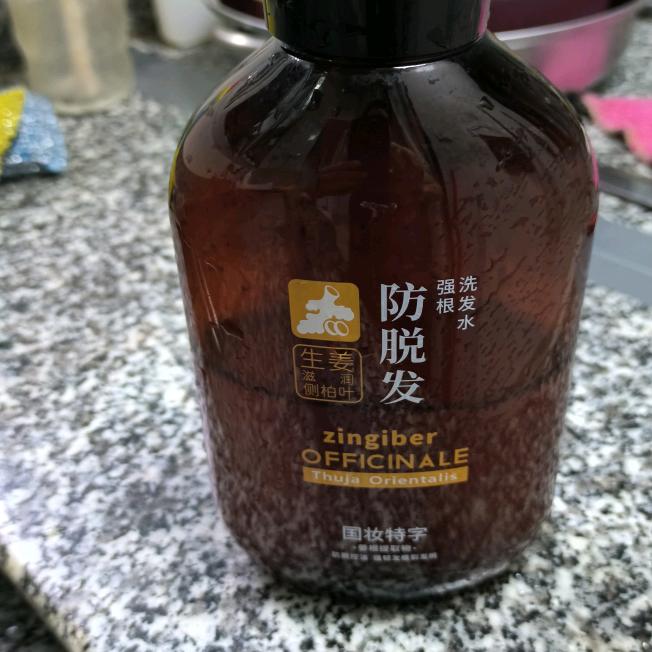 防脱发
强根
洗发水
生姜
滋润
侧柏叶
zingiber
OFFICINALE
Thuja Orientalis
国妆特字